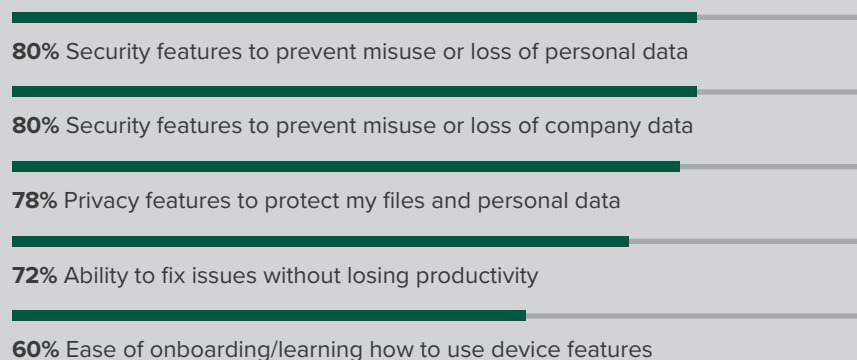 80% Security features to prevent misuse or loss of personal data
80% Security features to prevent misuse or loss of company data
78% Privacy features to protect my files and personal data
72% Ability to fix issues without losing productivity
60% Ease of onboarding/learning how to use device features